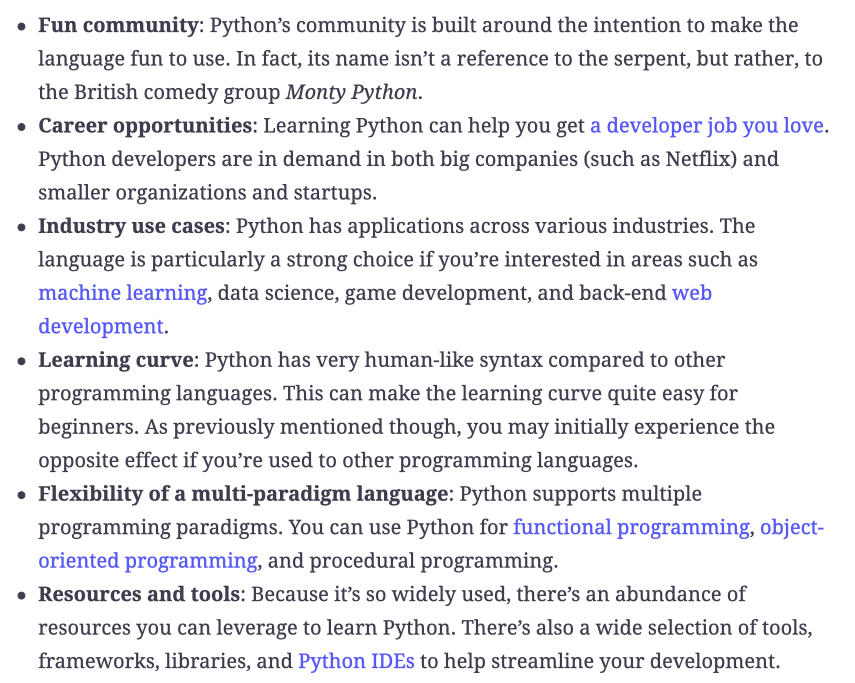 • Fun community: Python’s community is built around the intention to make the
language fun to use. In fact, its name isn’t a reference to the serpent, but rather, to
the British comedy group Monty Python.
• Career opportunities: Learning Python can help you get a developer job you love.
Python developers are in demand in both big companies (such as Netflix) and
smaller organizations and startups.
• Industry use cases: Python has applications across various industries. The
language is particularly a strong choice if you’re interested in areas such as
machine learning, data science, game development, and back-end web
development.
• Learning curve: Python has very human-like syntax compared to other
programming languages. This can make the learning curve quite easy for
beginners. As previously mentioned though, you may initially experience the
opposite effect if you’re used to other programming languages.
• Flexibility of a multi-paradigm language: Python supports multiple
programming paradigms. You can use Python for functional programming, object-
oriented programming, and procedural programming.
• Resources and tools: Because it’s so widely used, there’s an abundance of
resources you can leverage to learn Python. There’s also a wide selection of tools,
frameworks, libraries, and Python IDEs to help streamline your development.